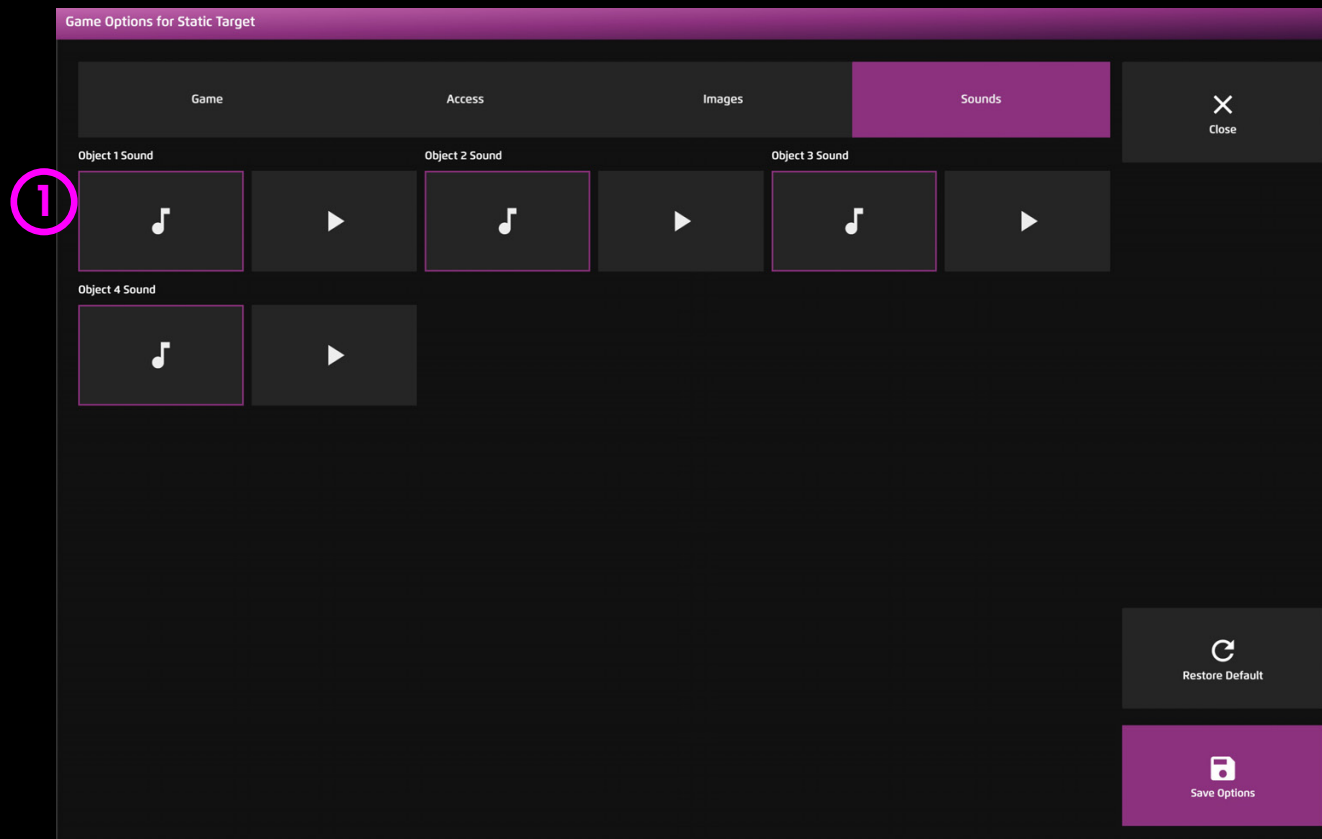 Game Options for Static Target
Game
Access
Images
Sounds
Close
Object 1 Sound
Object 2 Sound
Object 3 Sound
1
Object 4 Sound
Restore Default
Save Options